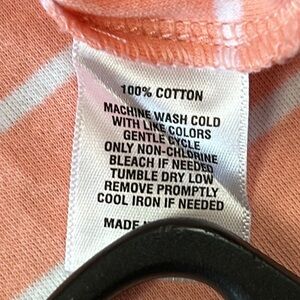 100% COTTON
MACHINE WASH COLD
WITH LIKE COLORS
GENTLE CYCLE
ONLY NON-CHLORINE
BLEACH IF NEEDED
TUMBLE DRY LOW
REMOVE PROMPTLY
COOL IRON IF NEEDED
MADE